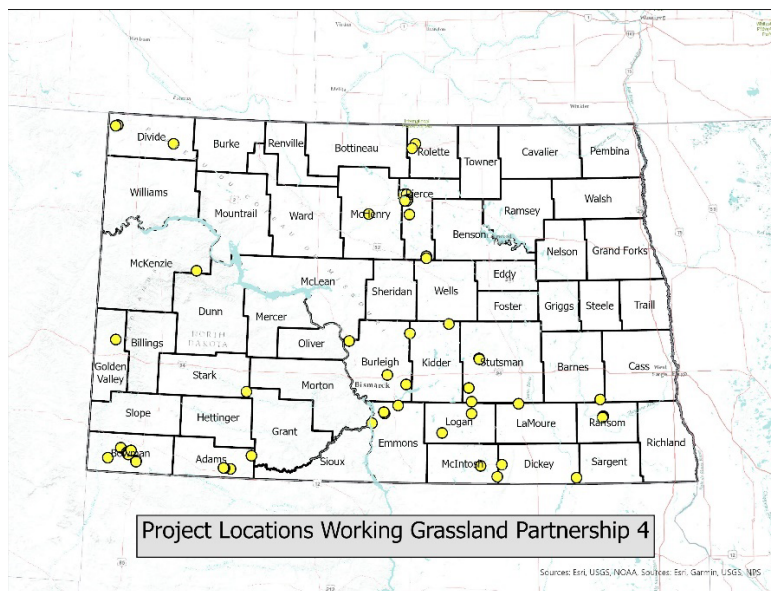 Divide
Burke
Renville
Bottineau
Rolette
Towner
Cavalier
Pembina
Williams
Mountrail
Ward
McHenry
Pierce
Benson
Ramsey
Walsh
Nelson
Grand Forks
McKenzie
McLean
Sheridan
Wells
Eddy
Foster
Griggs
Steele
Traill
Dunn
Mercer
Oliver
NORTH
DAKOTA
Golden
Valley
Billings
Stark
Morton
Burleigh
Bismarck
Kidder
Stutsman
Barnes
Cass
Slope
Hettinger
Grant
Sioux
Emmons
Logan
LaMoure
Ransom
Richland
Bowman
Adams
McIntosh
Dickey
Sargent
Project Locations Working Grassland Partnership 4
Sources: Esri, USGS, NOAA, Sources: Esri, Garmin, USGS, NPS